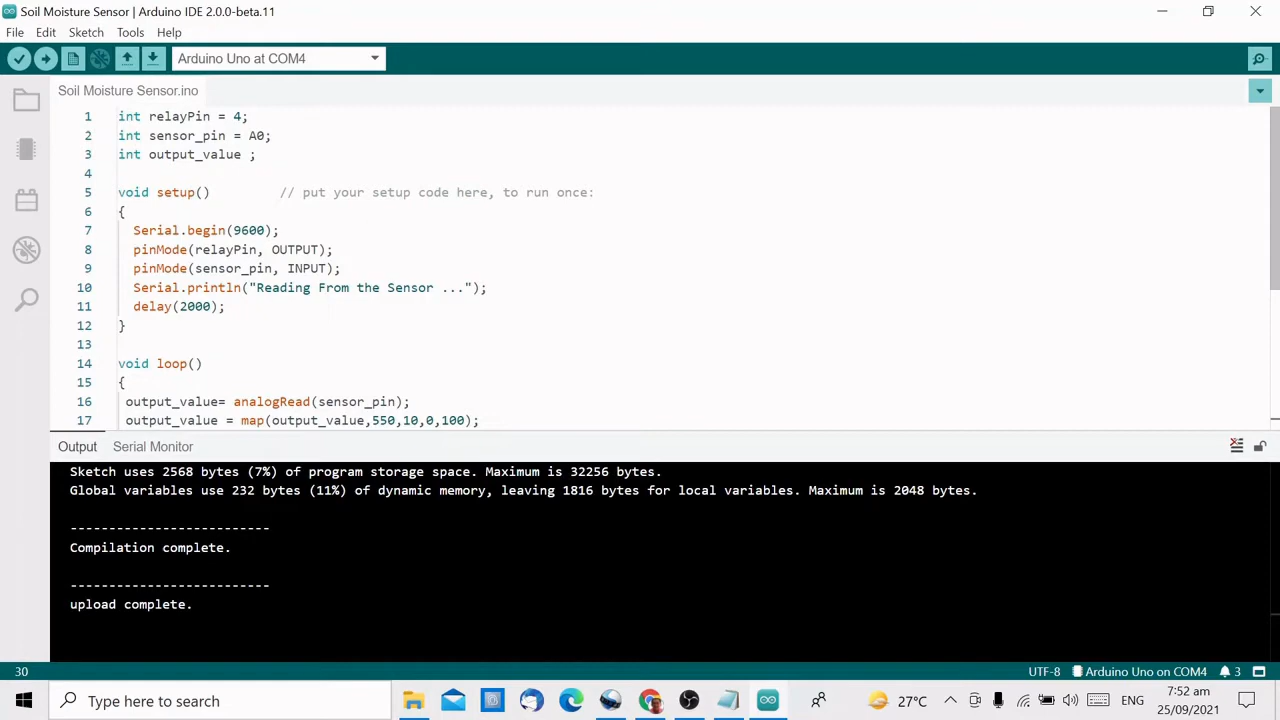 Soil Moisture Sensor | Arduino IDE 2.0.0-beta.11
File Edit Sketch Tools Help
Arduino Uno at COM4
Soil Moisture Sensor.ino
1 int relayPin = 4;
2 int sensor_pin = A0;
3 int output_value ;
4
5 void setup() // put your setup code here, to run once:
6 {
7 Serial.begin(9600);
8 pinMode(relayPin, OUTPUT);
9 pinMode(sensor_pin, INPUT);
10 Serial.println("Reading From the Sensor ...");
11 delay(2000);
12 }
13
14 void loop()
15 {
16 output_value= analogRead(sensor_pin);
17 output_value = map(output_value,550,10,0,100);
Output Serial Monitor
Sketch uses 2568 bytes (7%) of program storage space. Maximum is 32256 bytes.
Global variables use 232 bytes (11%) of dynamic memory, leaving 1816 bytes for local variables. Maximum is 2048 bytes.
--------------------------
Compilation complete.
--------------------------
upload complete.
30 UTF-8 Arduino Uno on COM4 3
Type here to search 27°C ENG 7:52 am
25/09/2021